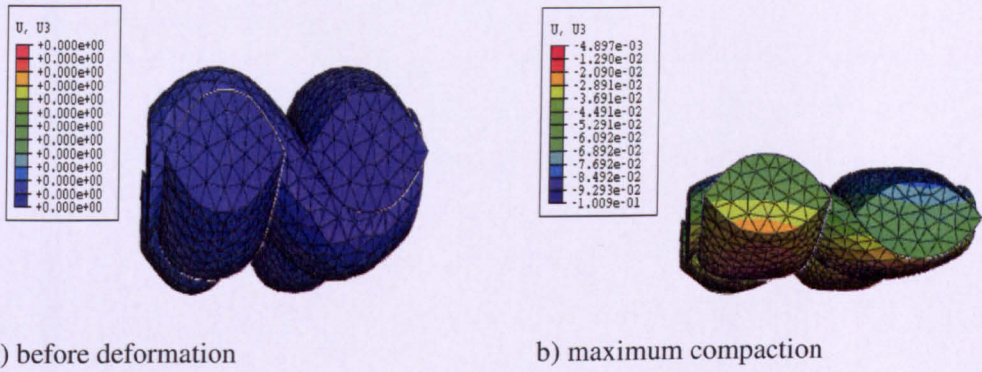 U, U3
+0.000e+00
+0.000e+00
+0.000e+00
+0.000e+00
+0.000e+00
+0.000e+00
+0.000e+00
+0.000e+00
+0.000e+00
+0.000e+00
+0.000e+00
+0.000e+00
+0.000e+00
U, U3
-4.897e-03
-1.290e-02
-2.090e-02
-2.891e-02
-3.691e-02
-4.491e-02
-5.291e-02
-6.092e-02
-6.892e-02
-7.692e-02
-8.492e-02
-9.293e-02
-1.009e-01
) before deformation
b) maximum compaction